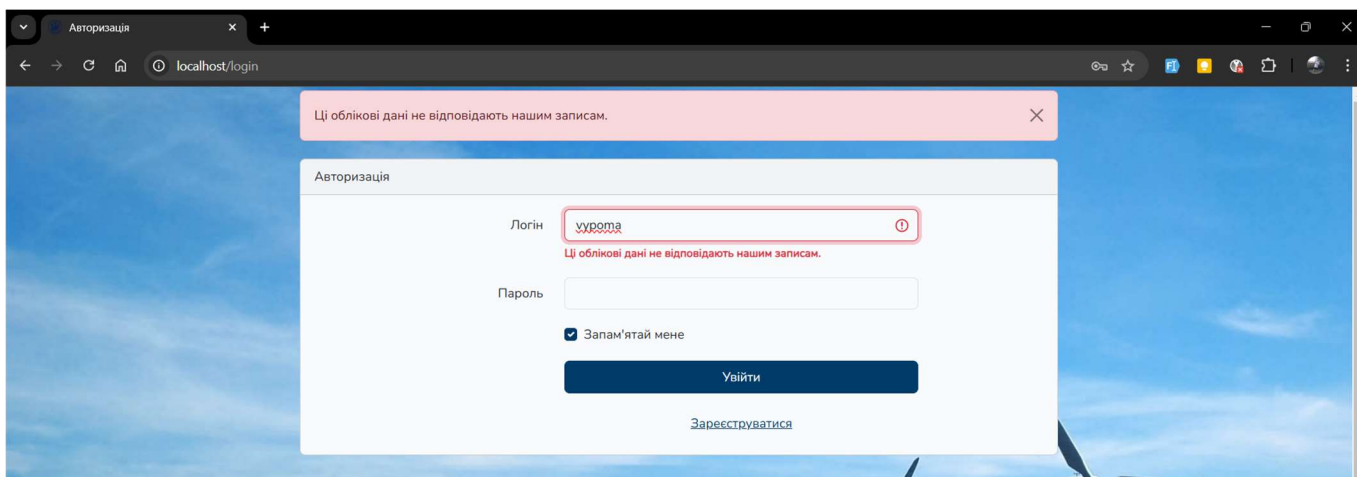 Авторизація
localhost/login
FI
Ці облікові дані не відповідають нашим записам.
Авторизація
Логін
vypoma
Ці облікові дані не відповідають нашим записам.
Пароль
Запам'ятай мене
Увійти
Зареєструватися